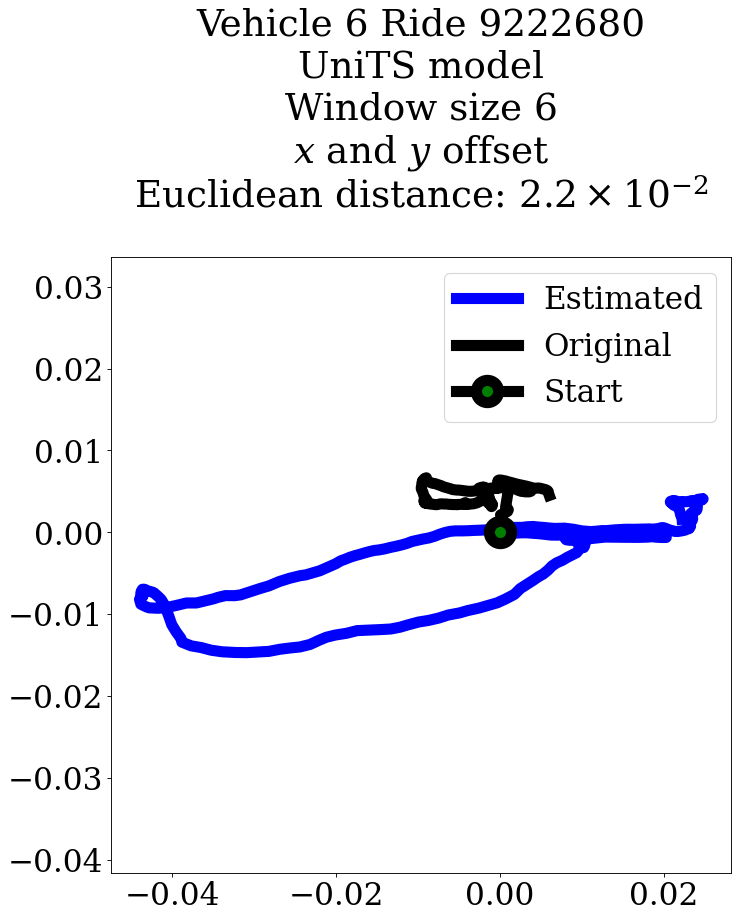 Vehicle 6 Ride 9222680
UniTS model
Window size 6
x and y offset
Euclidean distance: 2.2 × 10⁻²
Estimated
Original
Start
0.03
0.02
0.01
0.00
−0.01
−0.02
−0.03
−0.04
−0.04 −0.02 0.00 0.02